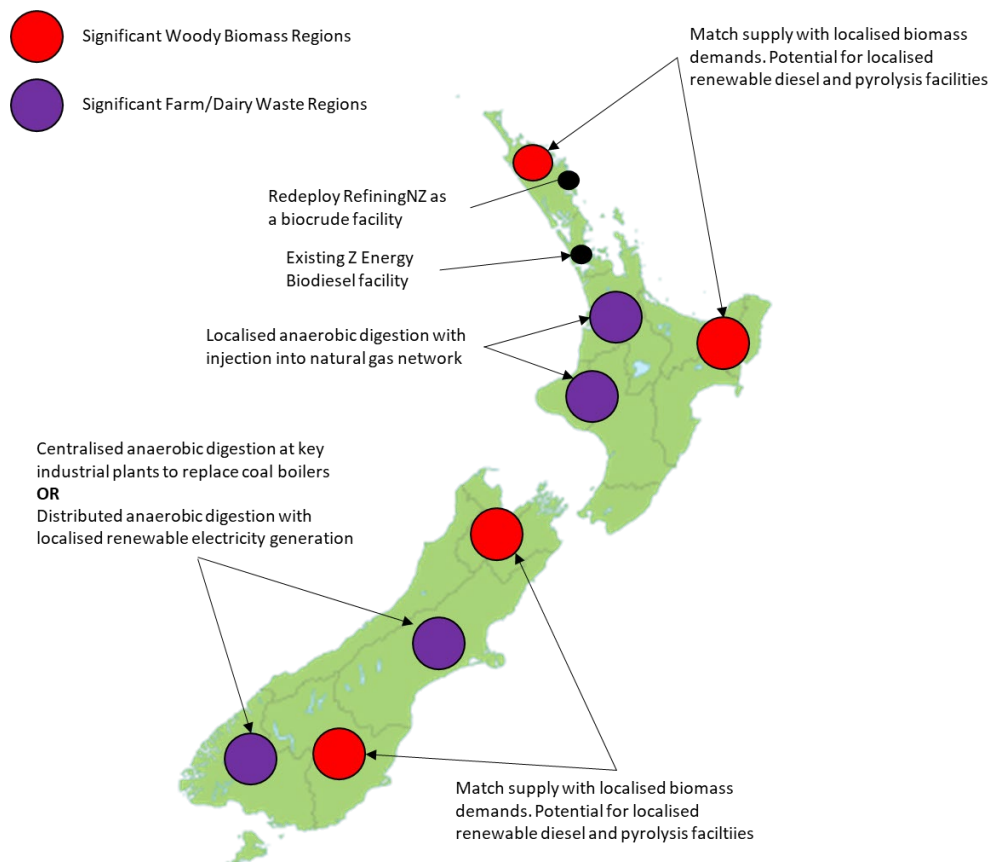 Significant Woody Biomass Regions
Significant Farm/Dairy Waste Regions
Match supply with localised biomass
demands. Potential for localised
renewable diesel and pyrolysis facilities
Redeploy RefiningNZ as
a biocrude facility
Existing Z Energy
Biodiesel facility
Localised anaerobic digestion with
injection into natural gas network
Centralised anaerobic digestion at key
industrial plants to replace coal boilers
OR
Distributed anaerobic digestion with
localised renewable electricity generation
Match supply with localised biomass
demands. Potential for localised
renewable diesel and pyrolysis faciltiies